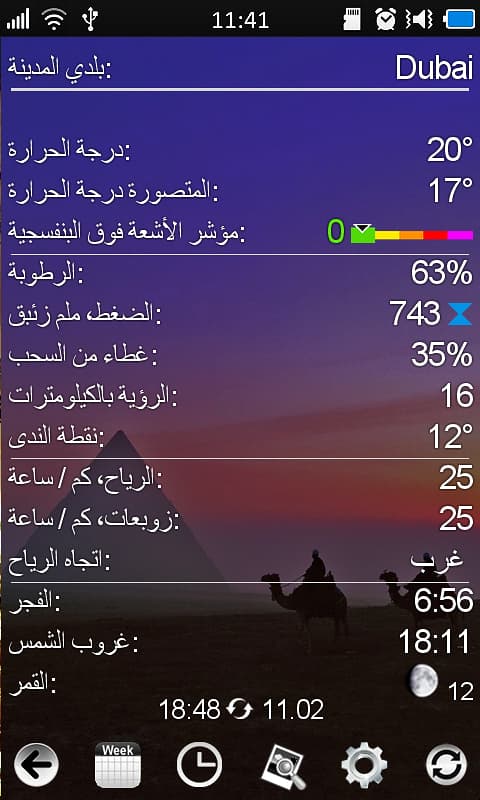 11:41
بلدي المدينة: Dubai
درجة الحرارة: 20°
المتصورة درجة الحرارة: 17°
مؤشر الأشعة فوق البنفسجية: 0
الرطوبة: 63%
الضغط، ملم زئبق: 743
غطاء من السحب: 35%
الرؤية بالكيلومترات: 16
نقطة الندى: 12°
الرياح، كم / ساعة: 25
زوبعات، كم / ساعة: 25
اتجاه الرياح: غرب
الفجر: 6:56
غروب الشمس: 18:11
القمر: 12
18:48 11.02
Week